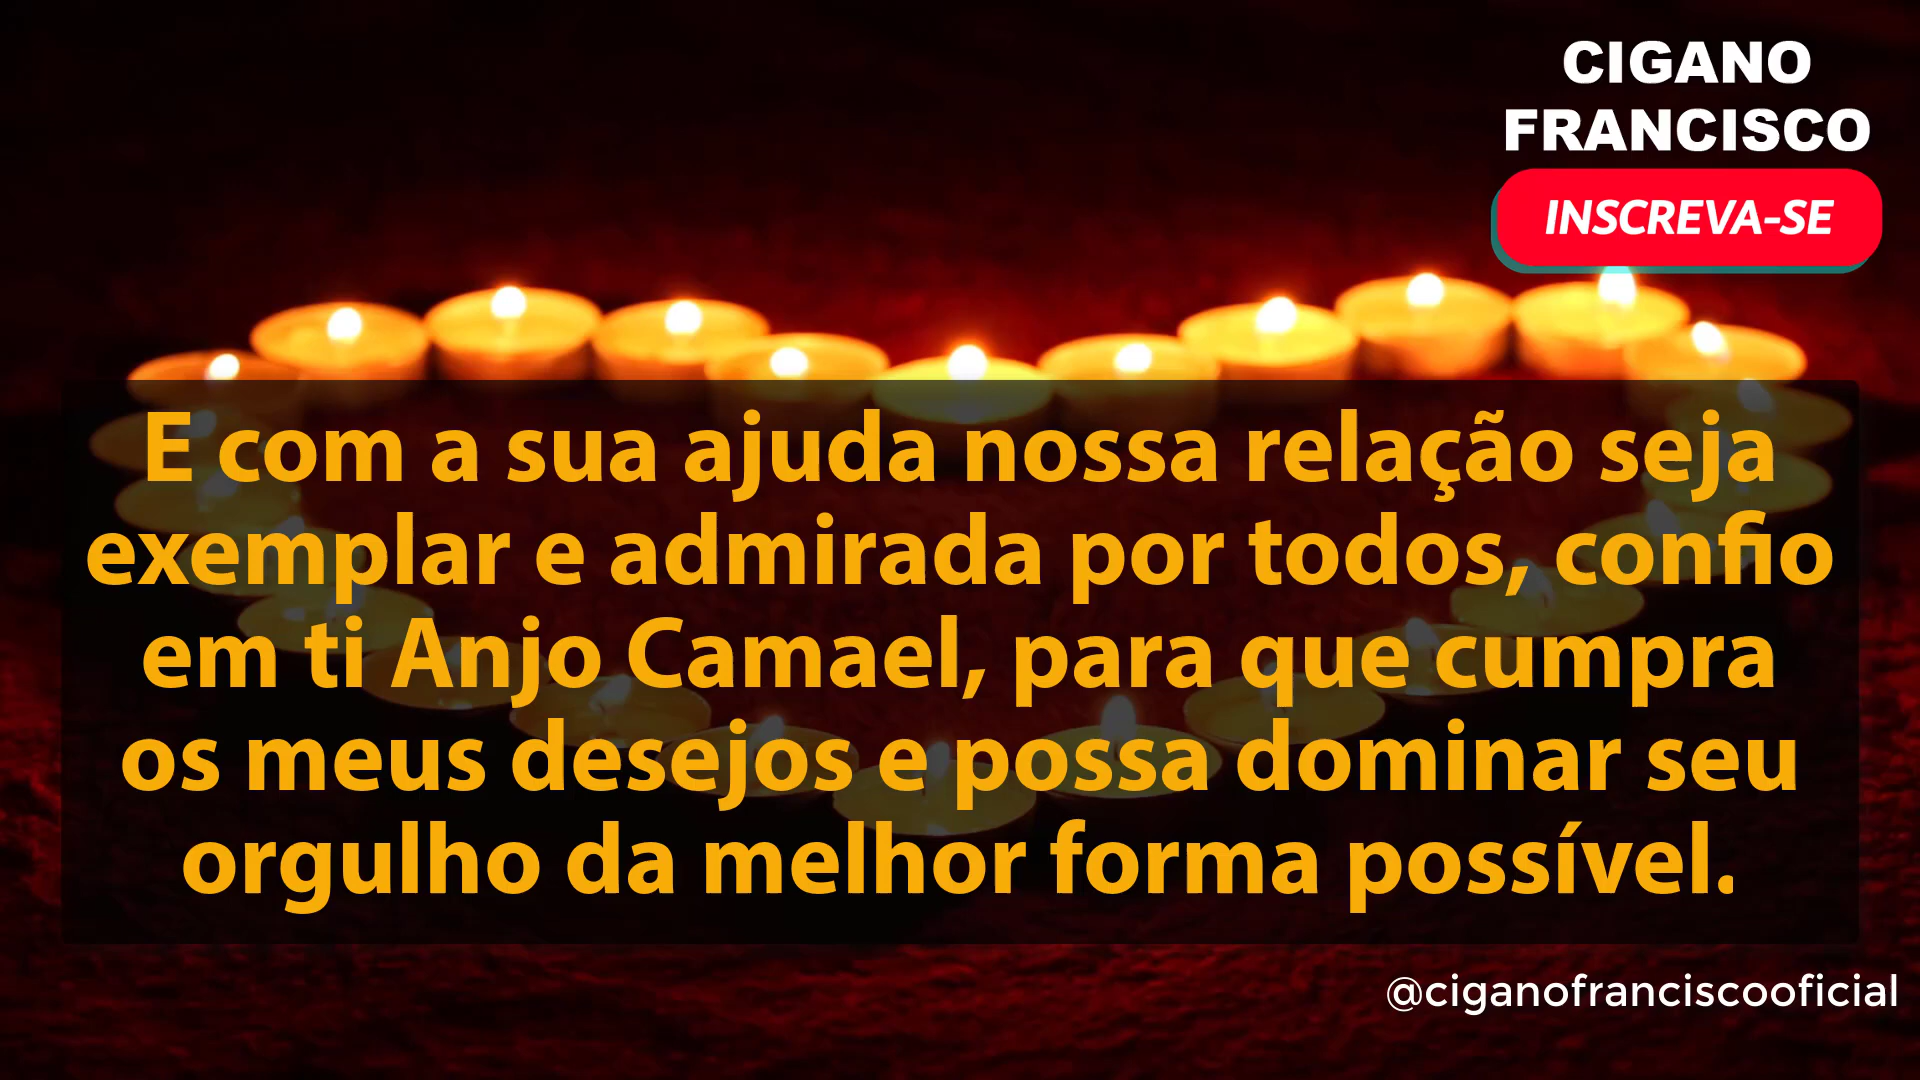 CIGANO
FRANCISCO
INSCREVA-SE
E com a sua ajuda nossa relação seja
exemplar e admirada por todos, confio
em ti Anjo Camael, para que cumpra
os meus desejos e possa dominar seu
orgulho da melhor forma possível.
@ciganofranciscooficial